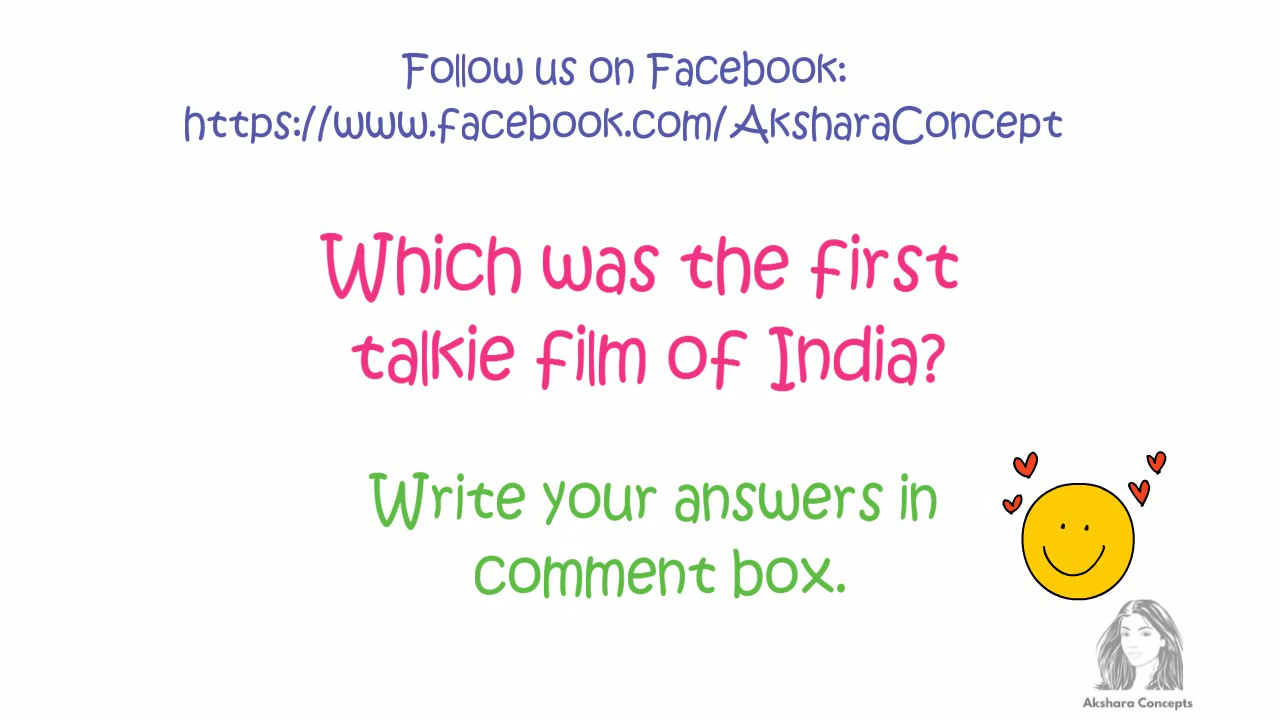 Follow us on Facebook:
https://www.facebook.com/AksharaConcept
Which was the first
talkie film of India?
Write your answers in
comment box.
Akshara Concepts